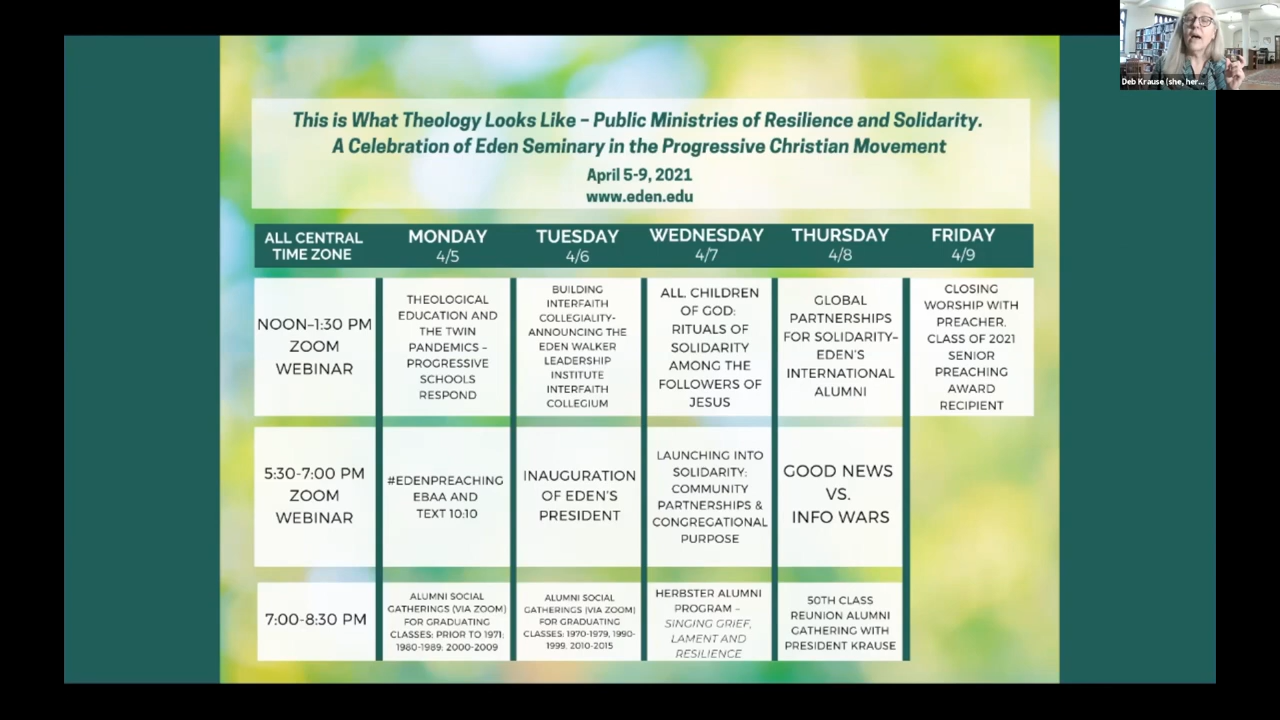 Deb Krause (she, her...
This is What Theology Looks Like – Public Ministries of Resilience and Solidarity.
A Celebration of Eden Seminary in the Progressive Christian Movement
April 5-9, 2021
www.eden.edu
ALL CENTRAL
TIME ZONE
MONDAY
4/5
TUESDAY
4/6
WEDNESDAY
4/7
THURSDAY
4/8
FRIDAY
4/9
NOON–1:30 PM
ZOOM
WEBINAR
THEOLOGICAL
EDUCATION AND
THE TWIN
PANDEMICS –
PROGRESSIVE
SCHOOLS
RESPOND
BUILDING
INTERFAITH
COLLEGIALITY-
ANNOUNCING THE
EDEN WALKER
LEADERSHIP
INSTITUTE
INTERFAITH
COLLEGIUM
ALL. CHILDREN
OF GOD:
RITUALS OF
SOLIDARITY
AMONG THE
FOLLOWERS OF
JESUS
GLOBAL
PARTNERSHIPS
FOR SOLIDARITY–
EDEN'S
INTERNATIONAL
ALUMNI
CLOSING
WORSHIP WITH
PREACHER,
CLASS OF 2021
SENIOR
PREACHING
AWARD
RECIPIENT
5:30-7:00 PM
ZOOM
WEBINAR
#EDENPREACHING
EBAA AND
TEXT 10:10
INAUGURATION
OF EDEN'S
PRESIDENT
LAUNCHING INTO
SOLIDARITY:
COMMUNITY
PARTNERSHIPS &
CONGREGATIONAL
PURPOSE
GOOD NEWS
VS.
INFO WARS
7:00-8:30 PM
ALUMNI SOCIAL
GATHERINGS (VIA ZOOM)
FOR GRADUATING
CLASSES: PRIOR TO 1971;
1980-1989; 2000-2009
ALUMNI SOCIAL
GATHERINGS (VIA ZOOM)
FOR GRADUATING
CLASSES: 1970-1979, 1990-
1999, 2010-2015
HERBSTER ALUMNI
PROGRAM –
SINGING GRIEF,
LAMENT AND
RESILIENCE
50TH CLASS
REUNION ALUMNI
GATHERING WITH
PRESIDENT KRAUSE